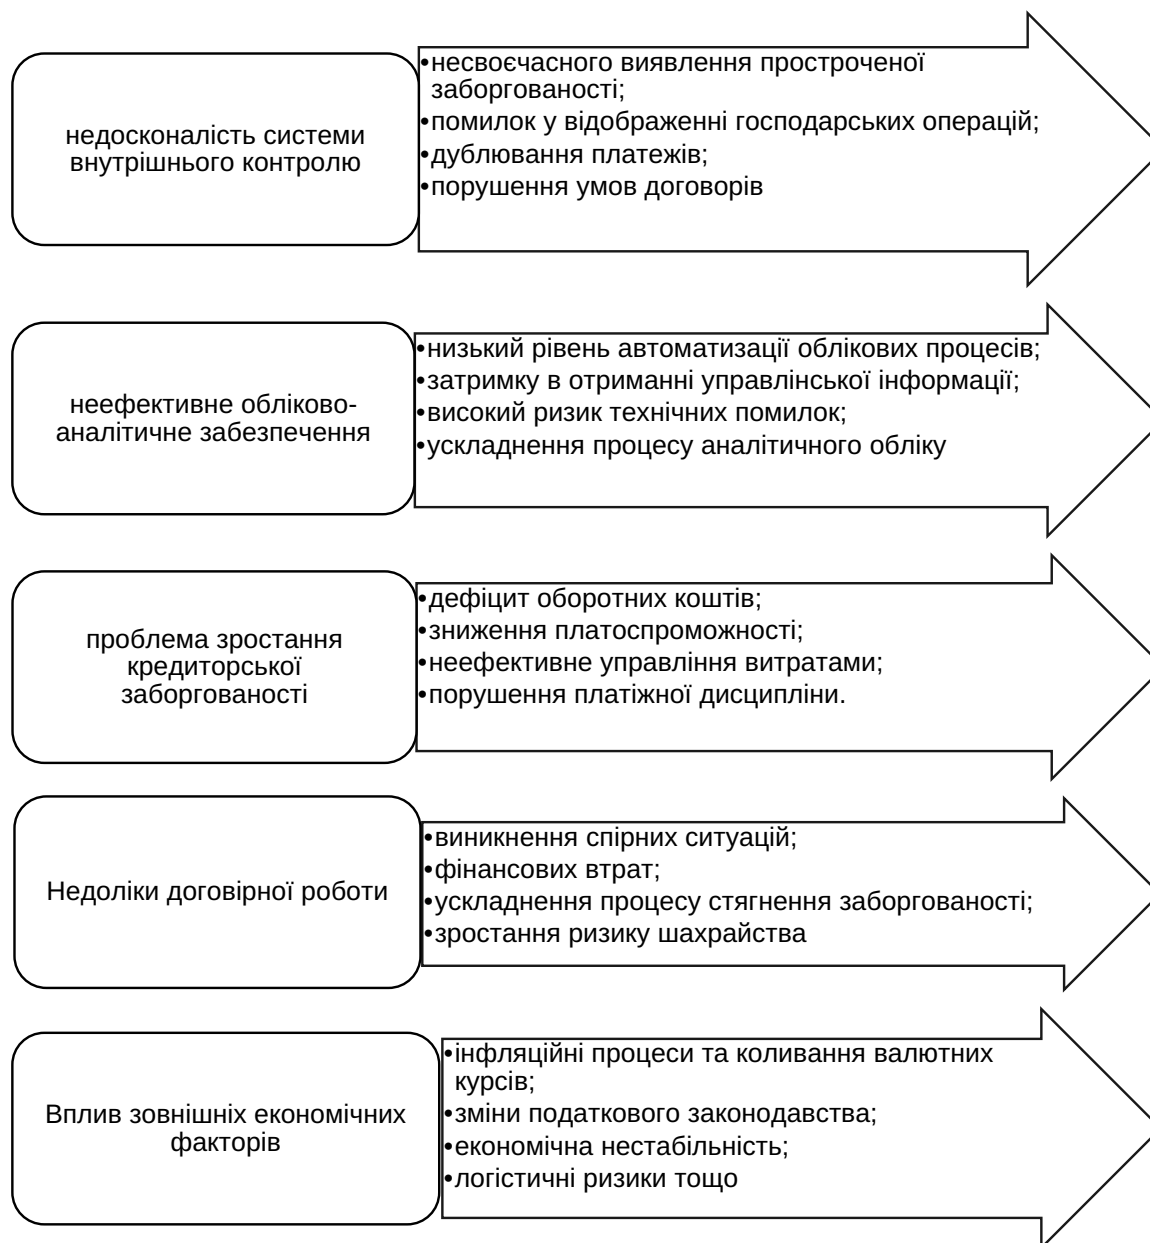 недосконалість системи
внутрішнього контролю
•несвоєчасного виявлення простроченої
заборгованості;
•помилок у відображенні господарських операцій;
•дублювання платежів;
•порушення умов договорів
неефективне обліково-
аналітичне забезпечення
•низький рівень автоматизації облікових процесів;
•затримку в отриманні управлінської інформації;
•високий ризик технічних помилок;
•ускладнення процесу аналітичного обліку
проблема зростання
кредиторської
заборгованості
•дефіцит оборотних коштів;
•зниження платоспроможності;
•неефективне управління витратами;
•порушення платіжної дисципліни.
Недоліки договірної роботи
•виникнення спірних ситуацій;
•фінансових втрат;
•ускладнення процесу стягнення заборгованості;
•зростання ризику шахрайства
Вплив зовнішніх економічних
факторів
•інфляційні процеси та коливання валютних
курсів;
•зміни податкового законодавства;
•економічна нестабільність;
•логістичні ризики тощо